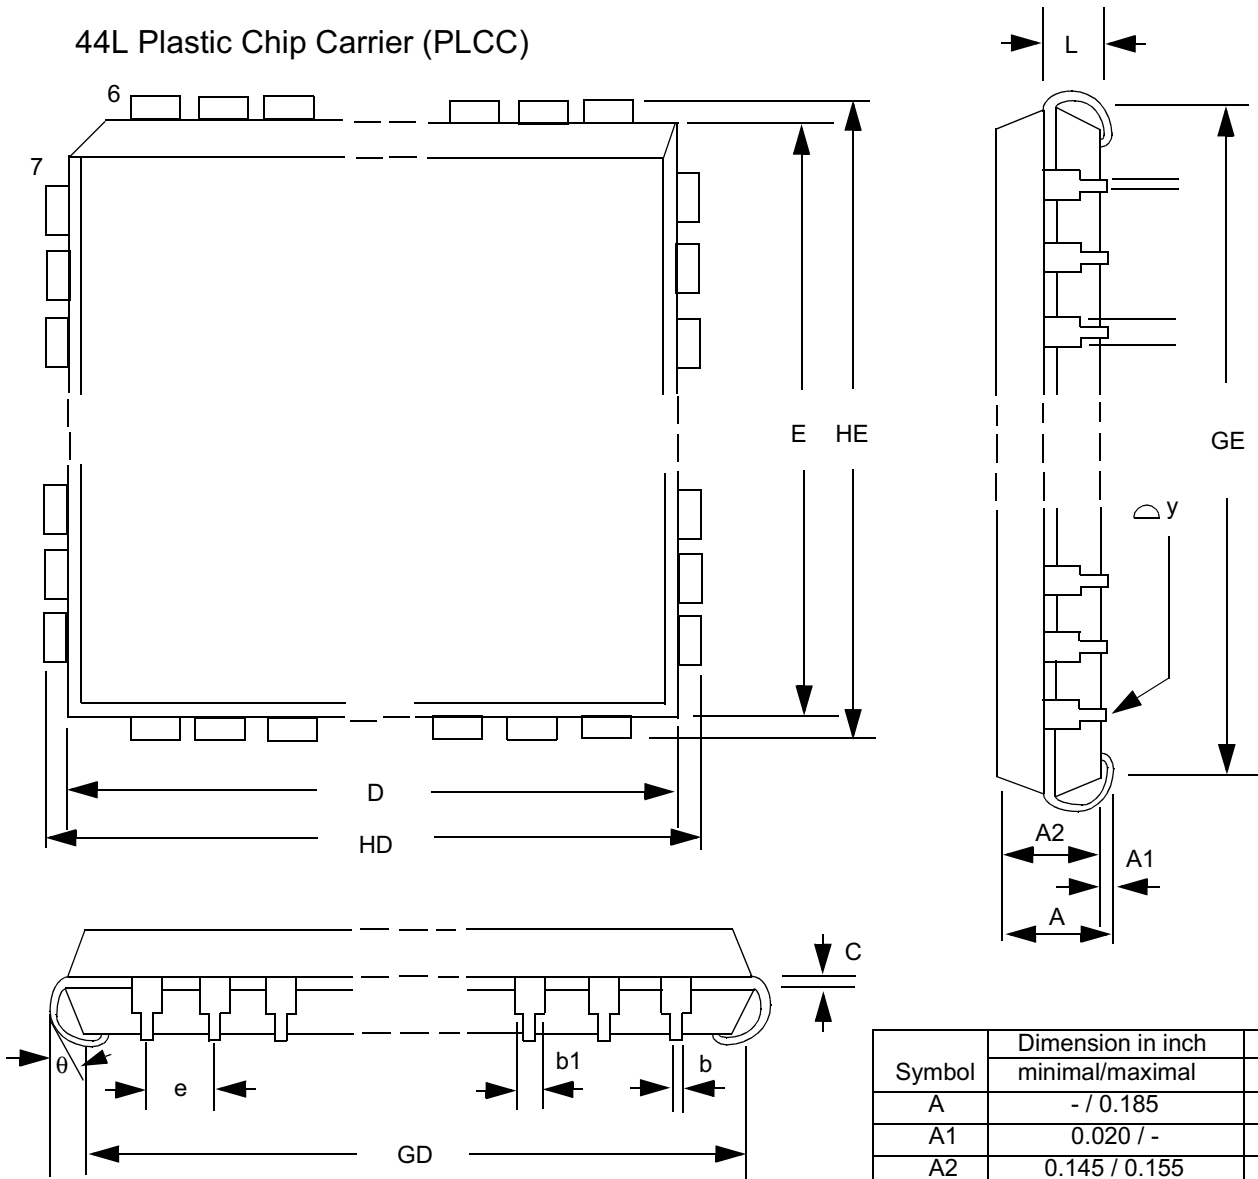 44L Plastic Chip Carrier (PLCC)
L
6
7
E
HE
GE
y
D
HD
A2
A1
A
C
θ
e
b1
b
GD
Symbol
Dimension in inch
minimal/maximal
A
- / 0.185
A1
0.020 / -
A2
0.145 / 0.155